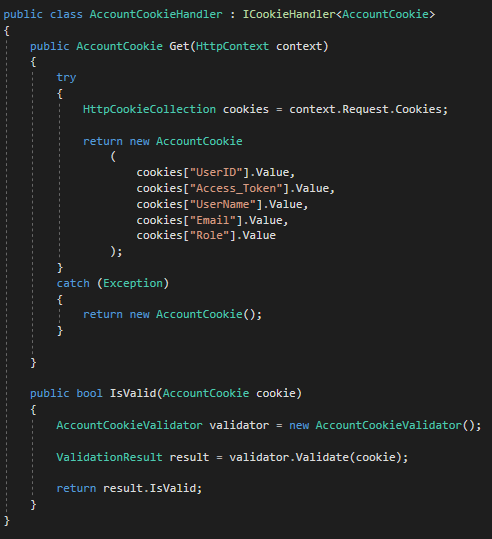 public class AccountCookieHandler : ICookieHandler<AccountCookie>
{
    public AccountCookie Get(HttpContext context)
    {
        try
        {
            HttpCookieCollection cookies = context.Request.Cookies;

            return new AccountCookie
                (
                    cookies["UserID"].Value,
                    cookies["Access_Token"].Value,
                    cookies["UserName"].Value,
                    cookies["Email"].Value,
                    cookies["Role"].Value
                );
        }
        catch (Exception)
        {
            return new AccountCookie();
        }

    }

    public bool IsValid(AccountCookie cookie)
    {
        AccountCookieValidator validator = new AccountCookieValidator();

        ValidationResult result = validator.Validate(cookie);

        return result.IsValid;
    }
}